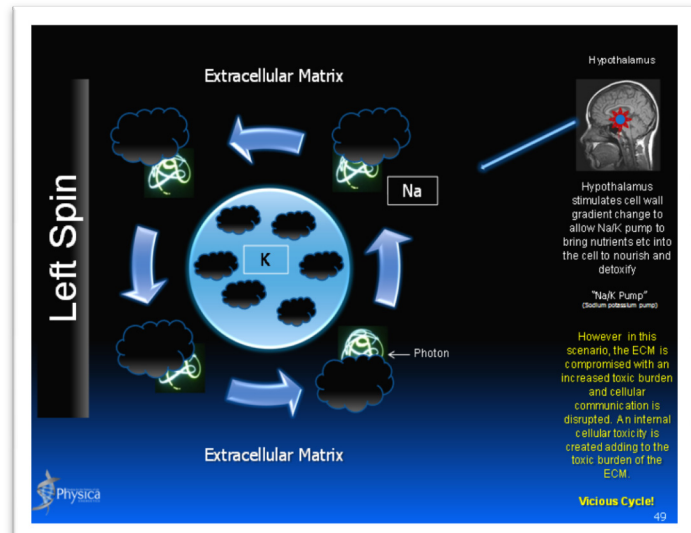 Hypothalamus
Extracellular Matrix
Left Spin
Na
K
Photon
Extracellular Matrix
Hypothalamus
stimulates cell wall
gradient change to
allow Na/K pump to
bring nutrients etc into
the cell to nourish and
detoxify
"Na/K Pump"
(Sodium potassium pump)
However in this
scenario, the ECM is
compromised with an
increased toxic burden
and cellular
communication is
disrupted. An internal
cellular toxicity is
created adding to the
toxic burden of the
ECM.
Vicious Cycle!
Physica
49